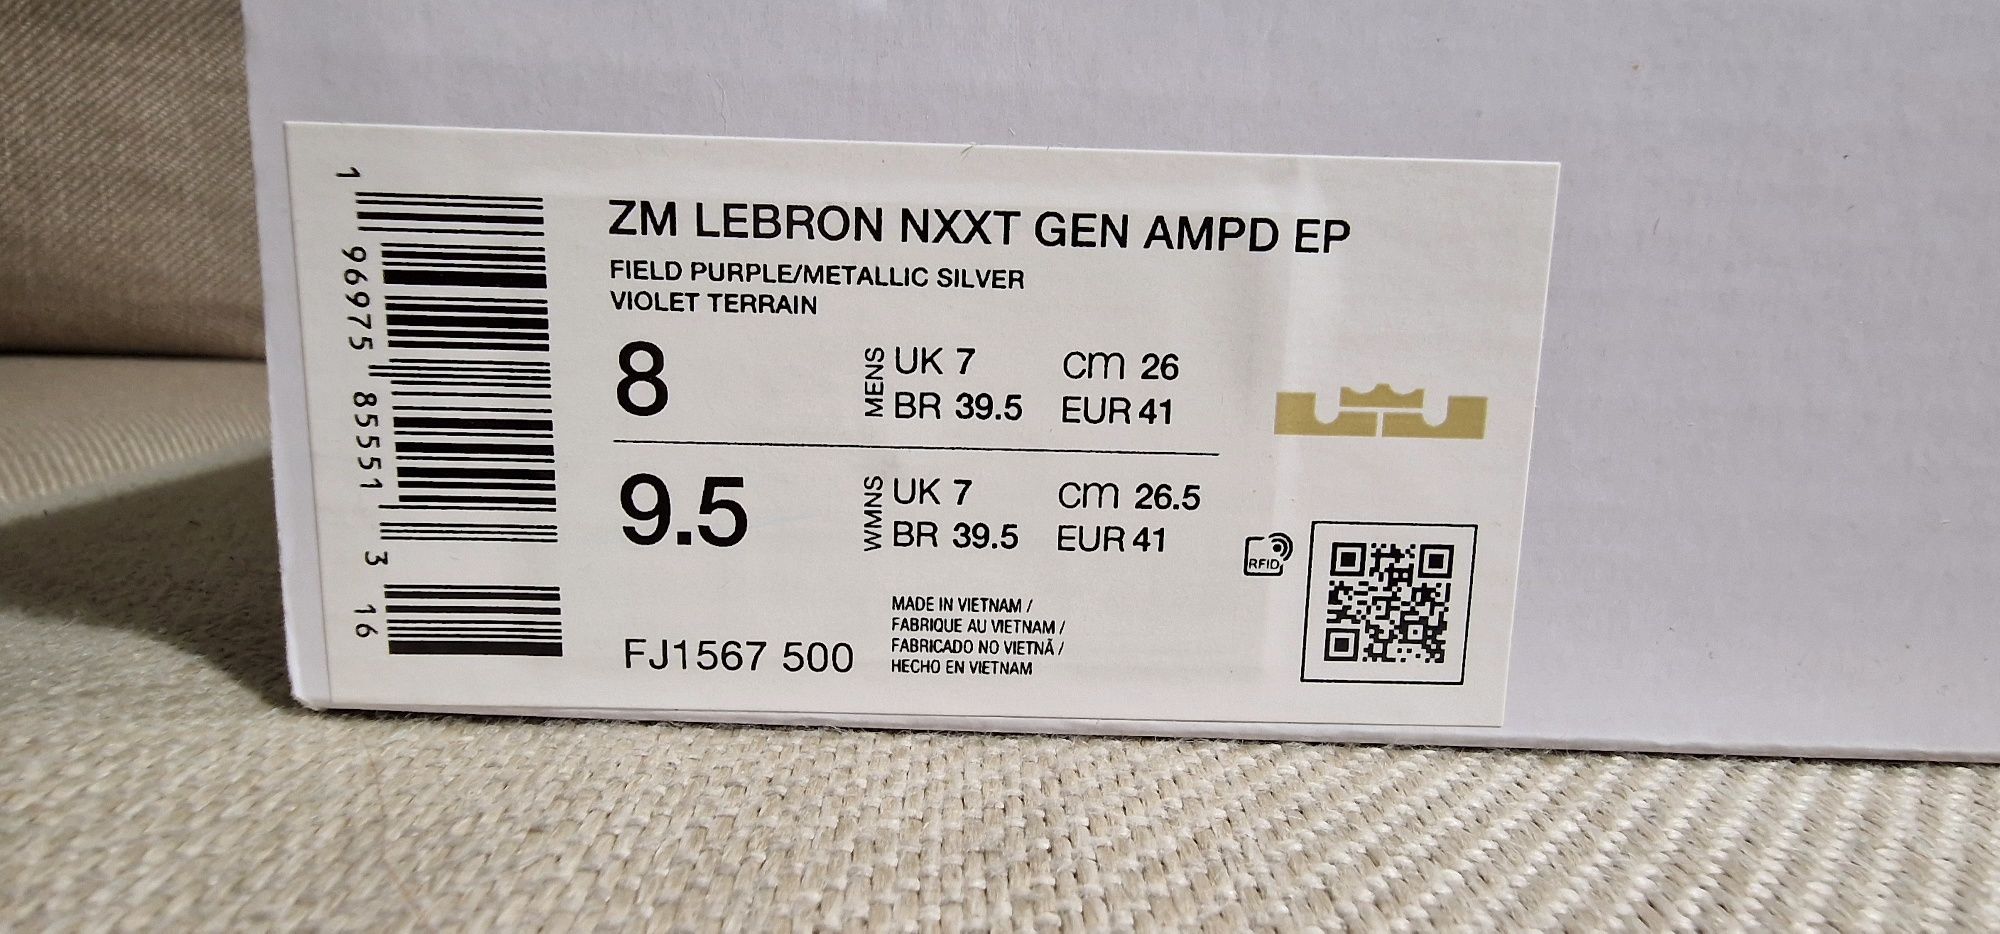 ZM LEBRON NXXT GEN AMPD EP
FIELD PURPLE/METALLIC SILVER
VIOLET TERRAIN
8
MENS
UK 7
cm 26
BR 39.5
EUR 41
9.5
WMNS
UK 7
cm 26.5
BR 39.5
EUR 41
RFID
MADE IN VIETNAM /
FABRIQUE AU VIETNAM /
FABRICADO NO VIETNÃ /
HECHO EN VIETNAM
FJ1567 500
1 96975 85551 3 16